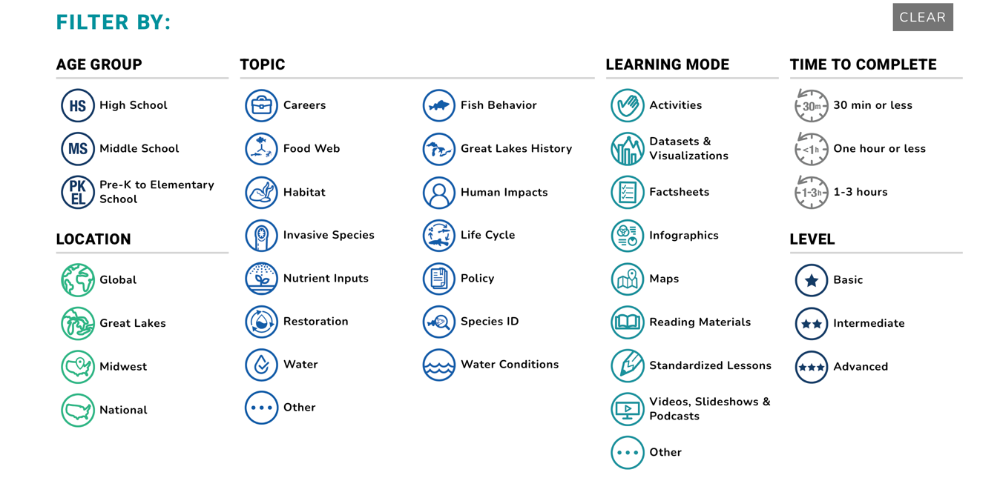 FILTER BY:
CLEAR
AGE GROUP
HS High School
MS Middle School
PK EL Pre-K to Elementary
School
LOCATION
Global
Great Lakes
Midwest
National
TOPIC
Careers
Food Web
Habitat
Invasive Species
Nutrient Inputs
Restoration
Water
Other
Fish Behavior
Great Lakes History
Human Impacts
Life Cycle
Policy
Species ID
Water Conditions
LEARNING MODE
Activities
Datasets &
Visualizations
Factsheets
Infographics
Maps
Reading Materials
Standardized Lessons
Videos, Slideshows &
Podcasts
Other
TIME TO COMPLETE
30m 30 min or less
<1h One hour or less
1-3h 1-3 hours
LEVEL
Basic
Intermediate
Advanced